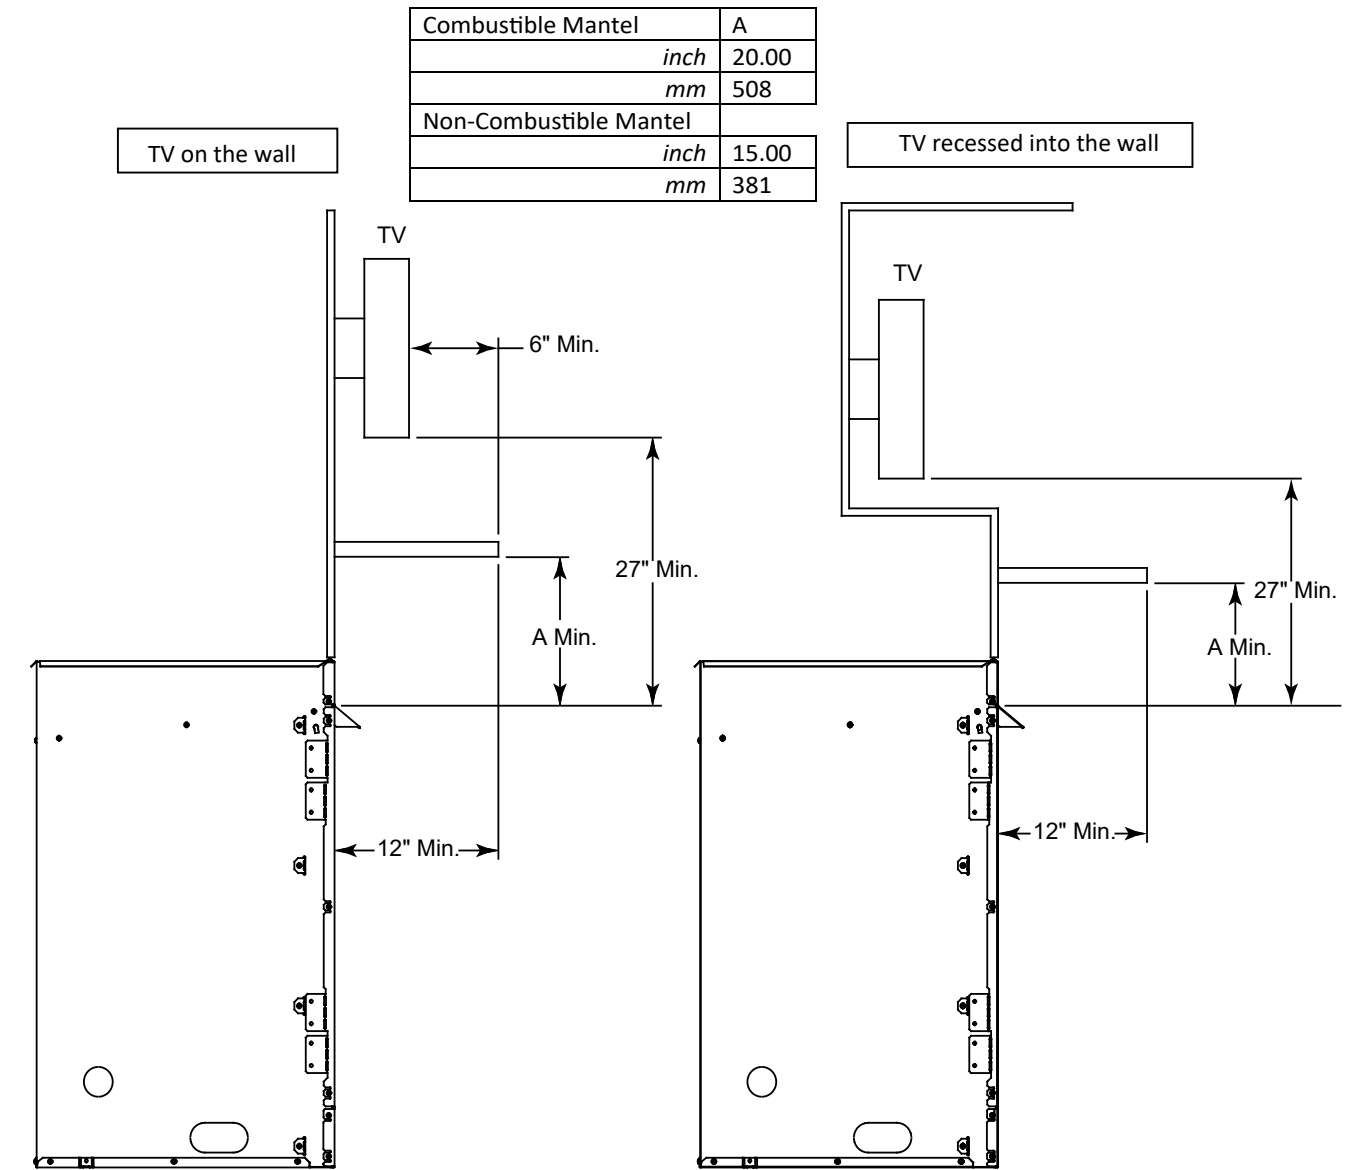 Combustible Mantel A
inch 20.00
mm 508
Non-Combustible Mantel
inch 15.00
mm 381
TV on the wall
TV recessed into the wall
TV
6" Min.
27" Min.
A Min.
12" Min.
TV
27" Min.
A Min.
12" Min.